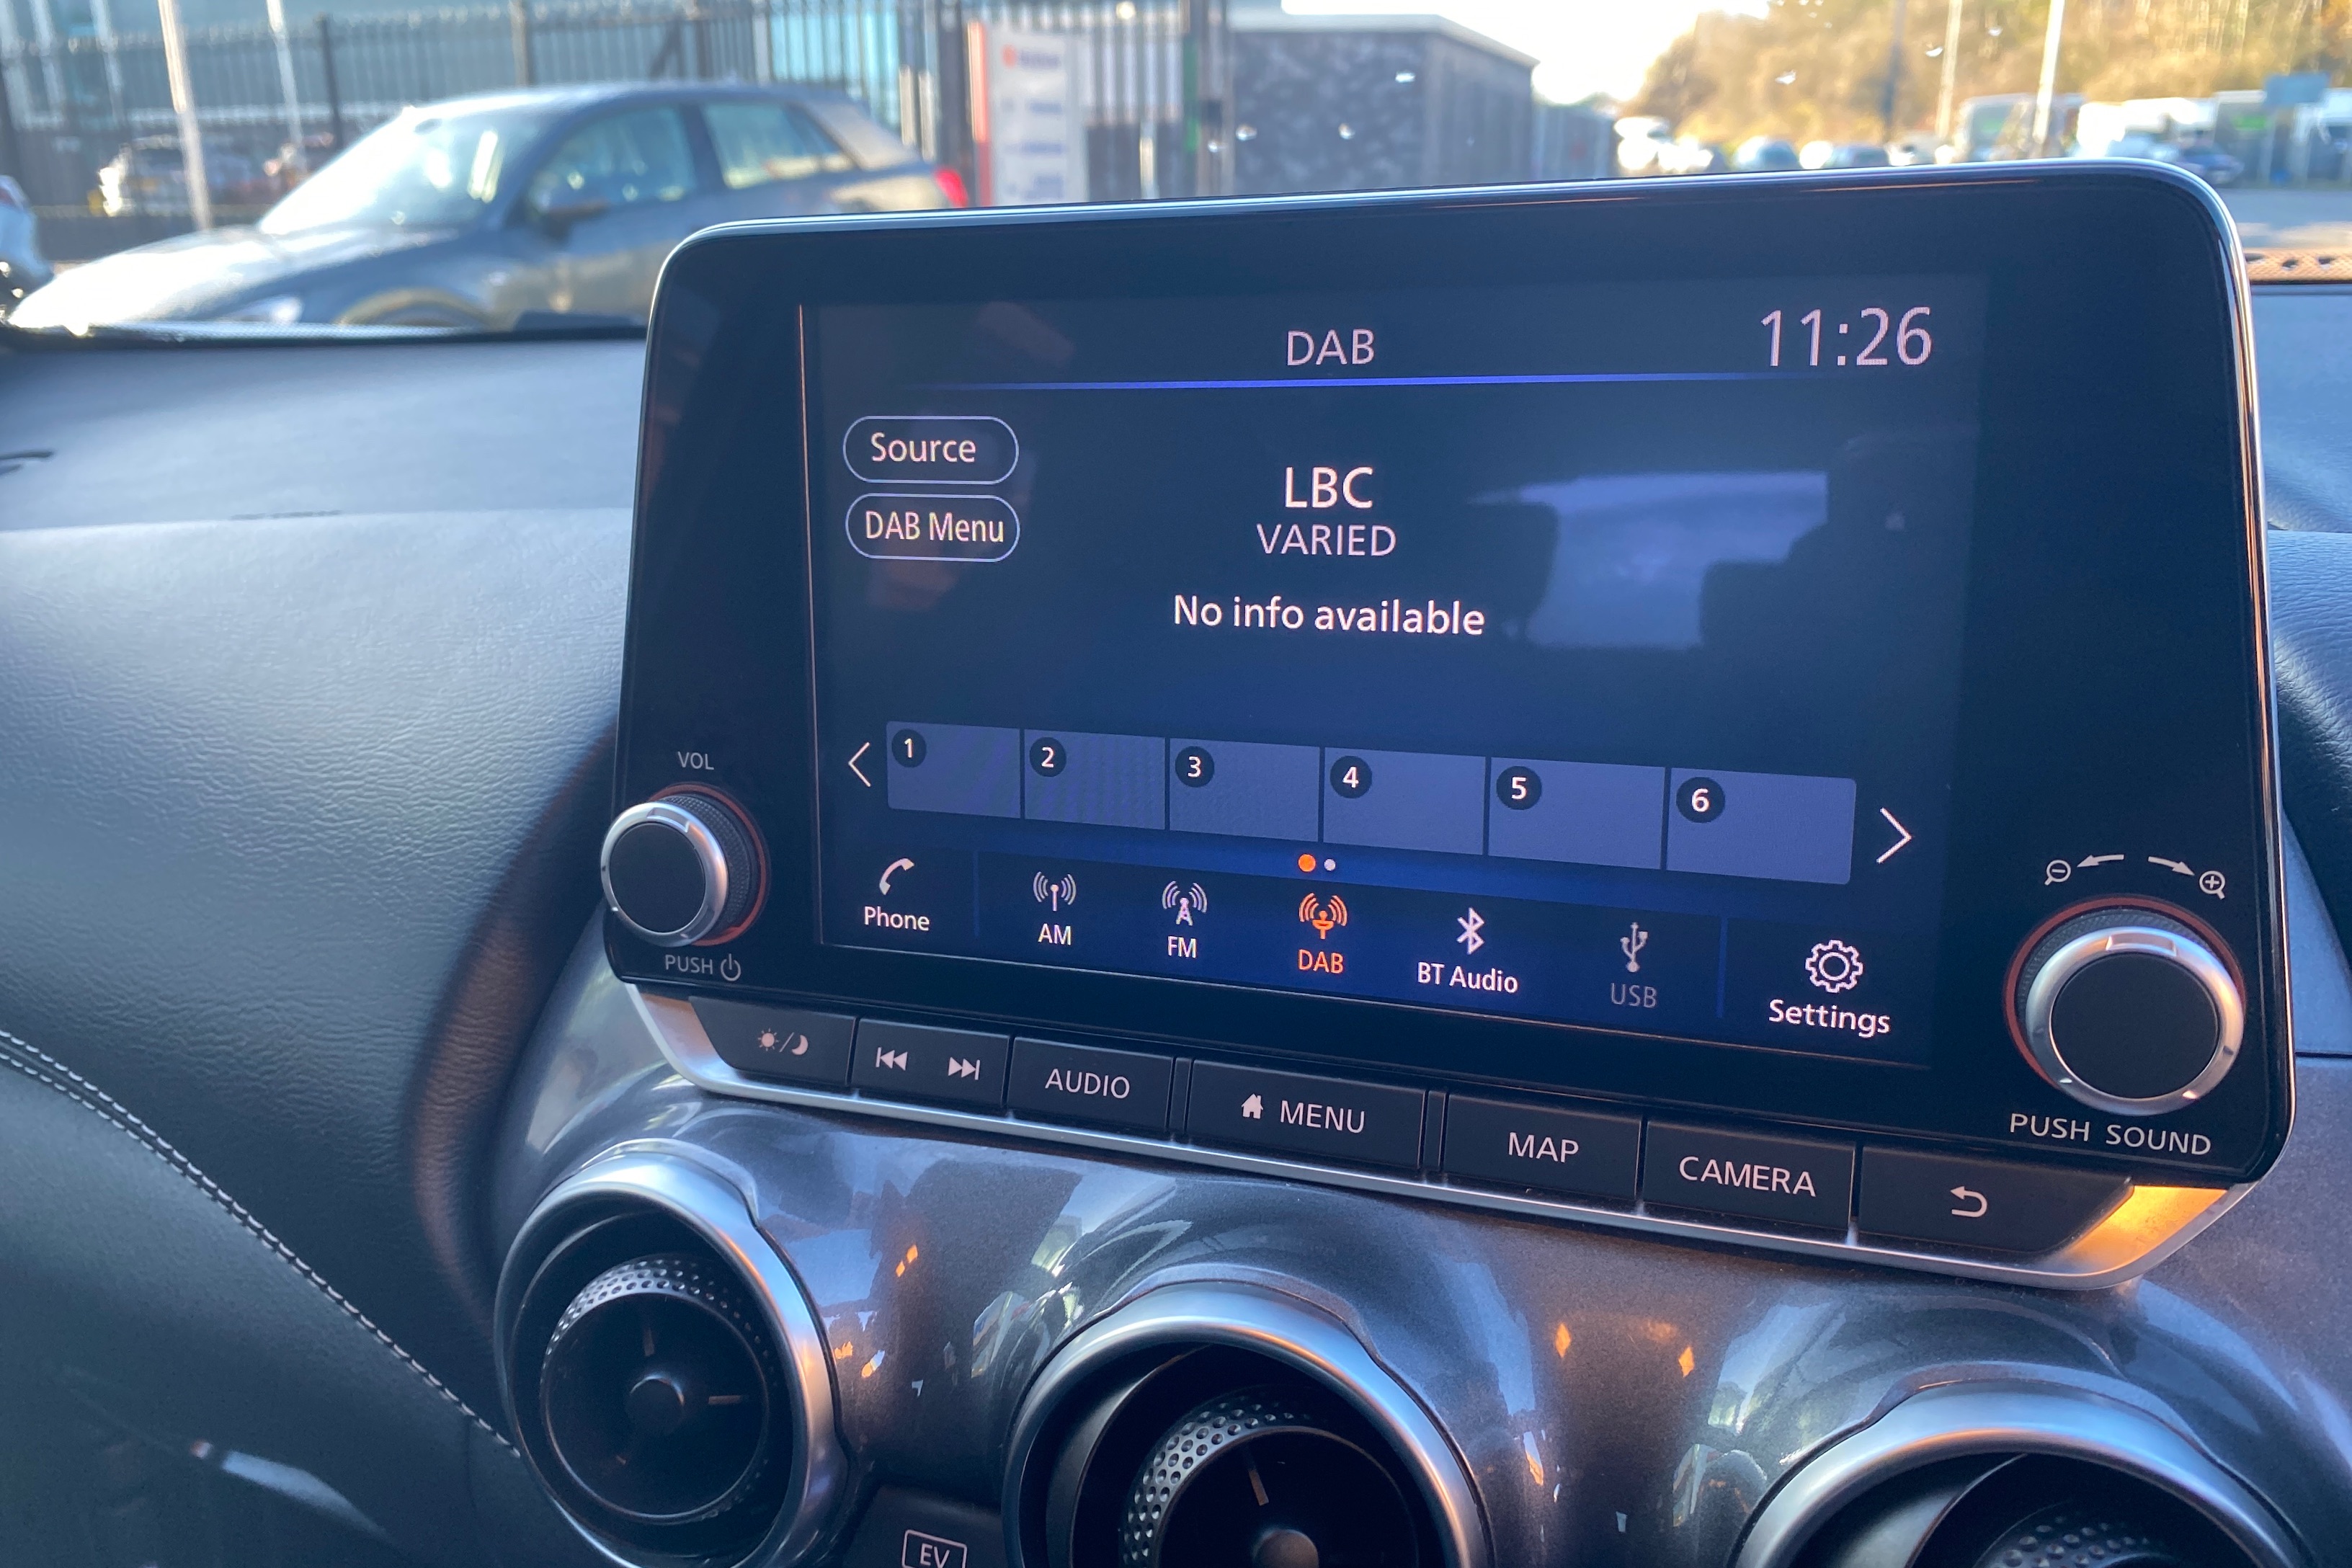 DAB
11:26
Source
DAB Menu
LBC
VARIED
No info available
1 2 3 4 5 6
VOL
PUSH
Phone
AM
FM
DAB
BT Audio
USB
Settings
PUSH SOUND
AUDIO
MENU
MAP
CAMERA
EV